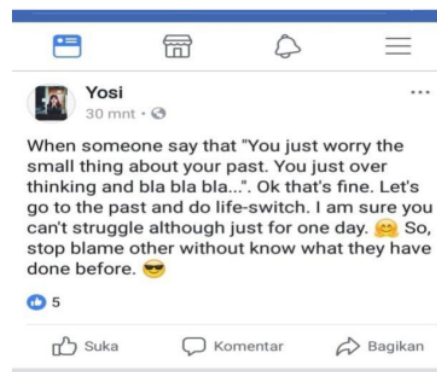 Yosi
30 mnt
When someone say that "You just worry the
small thing about your past. You just over
thinking and bla bla bla...". Ok that's fine. Let's
go to the past and do life-switch. I am sure you
can't struggle although just for one day. 🤗 So,
stop blame other without know what they have
done before. 😎
5
Suka Komentar Bagikan